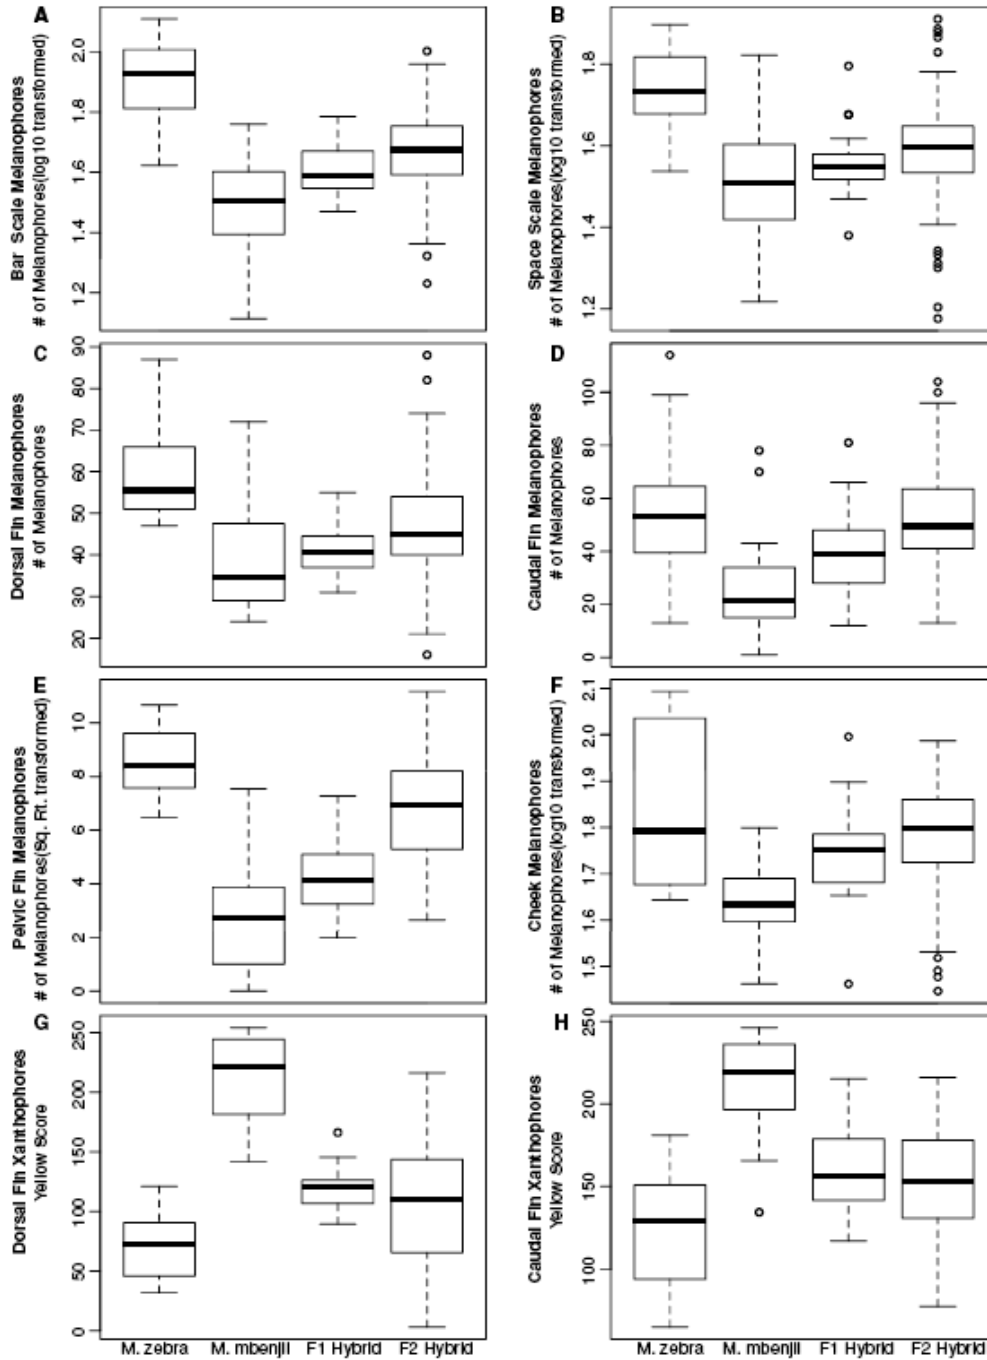 A
Bar Scale Melanophores
# of Melanophores(log10 transformed)
1.2 1.4 1.6 1.8 2.0
B
Space Scale Melanophores
# of Melanophores(log10 transformed)
1.2 1.4 1.6 1.8
C
Dorsal Fin Melanophores
# of Melanophores
20 30 40 50 60 70 80 90
D
Caudal Fin Melanophores
# of Melanophores
0 20 40 60 80 100
E
Pelvic Fin Melanophores
# of Melanophores(Sq. Rt. transformed)
0 2 4 6 8 10
F
Cheek Melanophores
# of Melanophores(log10 transformed)
1.5 1.6 1.7 1.8 1.9 2.0 2.1
G
Dorsal Fin Xanthophores
Yellow Score
0 50 100 150 200 250
H
Caudal Fin Xanthophores
Yellow Score
100 150 200 250
M. zebra M. mbenjii F1 Hybrid F2 Hybrid
M. zebra M. mbenjii F1 Hybrid F2 Hybrid